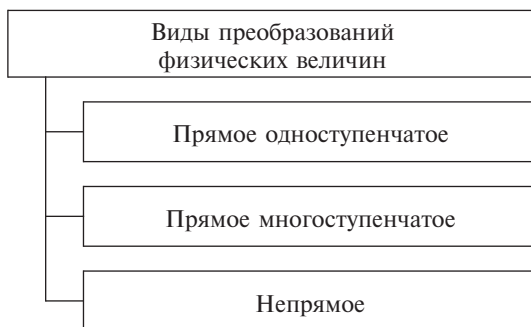 Виды преобразований
физических величин
Прямое одноступенчатое
Прямое многоступенчатое
Непрямое